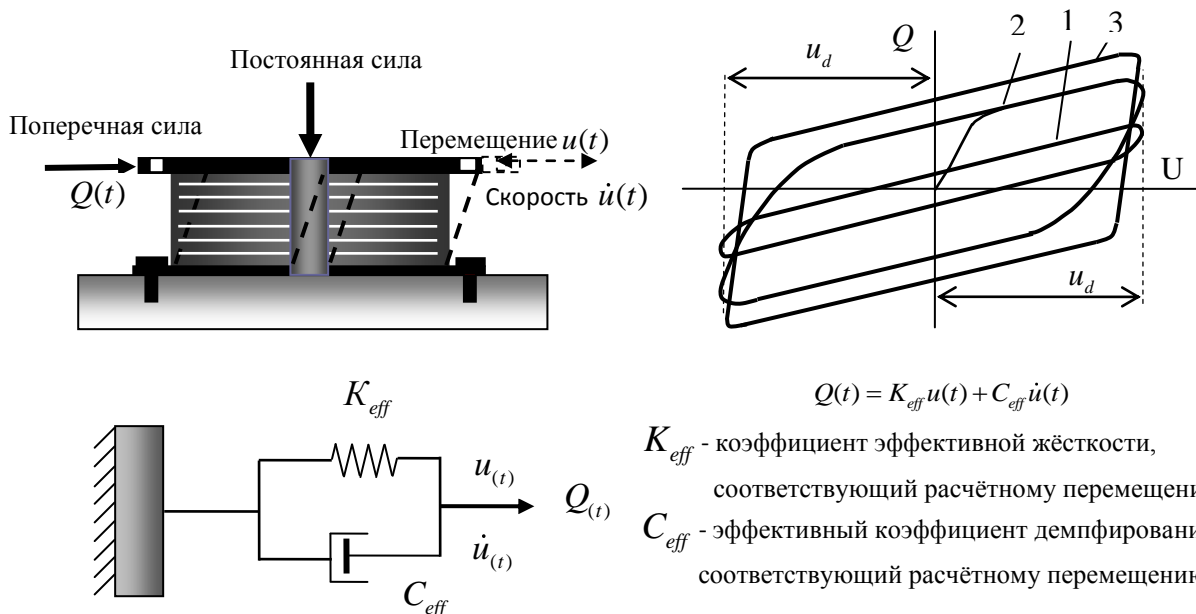 Постоянная сила
Поперечная сила
Q(t)
Перемещение u(t)
Скорость u̇(t)
Q
2
1
3
u_d
U
u_d
K_eff
u_(t)
Q_(t)
u̇_(t)
C_eff
Q(t) = K_eff u(t) + C_eff u̇(t)
K_eff - коэффициент эффективной жёсткости,
соответствующий расчётному перемещени
C_eff - эффективный коэффициент демпфировани
соответствующий расчётному перемещению